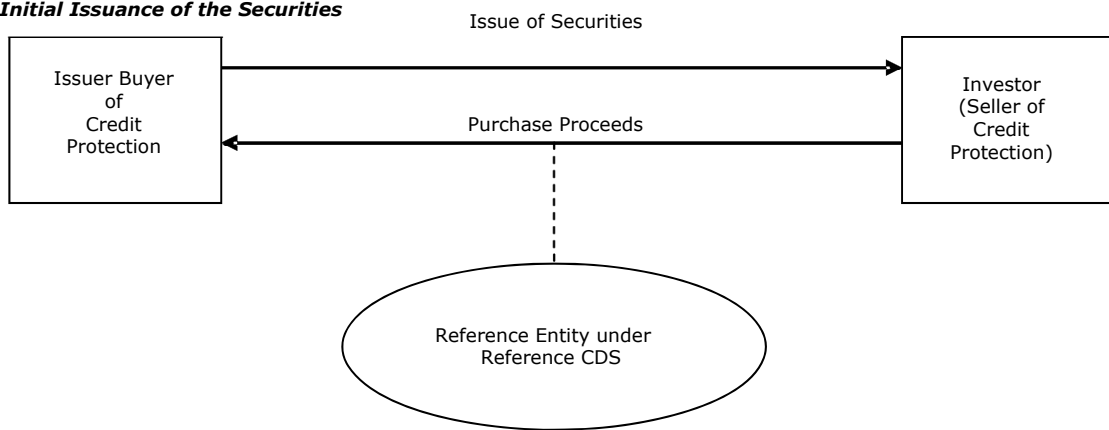 Initial Issuance of the Securities
Issue of Securities
Issuer Buyer
of
Credit
Protection
Purchase Proceeds
Investor
(Seller of
Credit
Protection)
Reference Entity under
Reference CDS